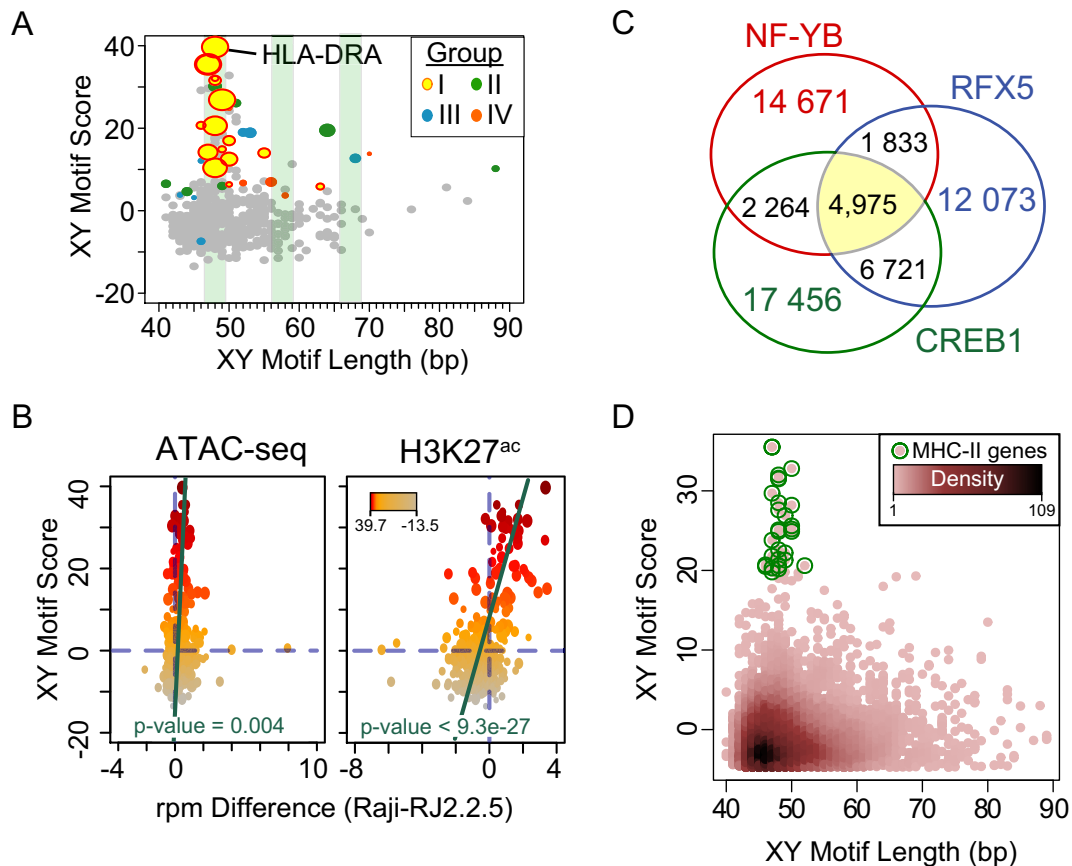 A
XY Motif Score
40
20
0
-20
HLA-DRA
Group
I II
III IV
40 50 60 70 80 90
XY Motif Length (bp)
B
ATAC-seq
H3K27ac
XY Motif Score
40
20
0
-20
39.7 -13.5
p-value = 0.004
p-value < 9.3e-27
-4 0 10
-8 -4 0 4
rpm Difference (Raji-RJ2.2.5)
C
NF-YB
RFX5
14 671
1 833
2 264
4,975
12 073
6 721
17 456
CREB1
D
XY Motif Score
30
20
10
0
MHC-II genes
Density
1 109
40 50 60 70 80 90
XY Motif Length (bp)